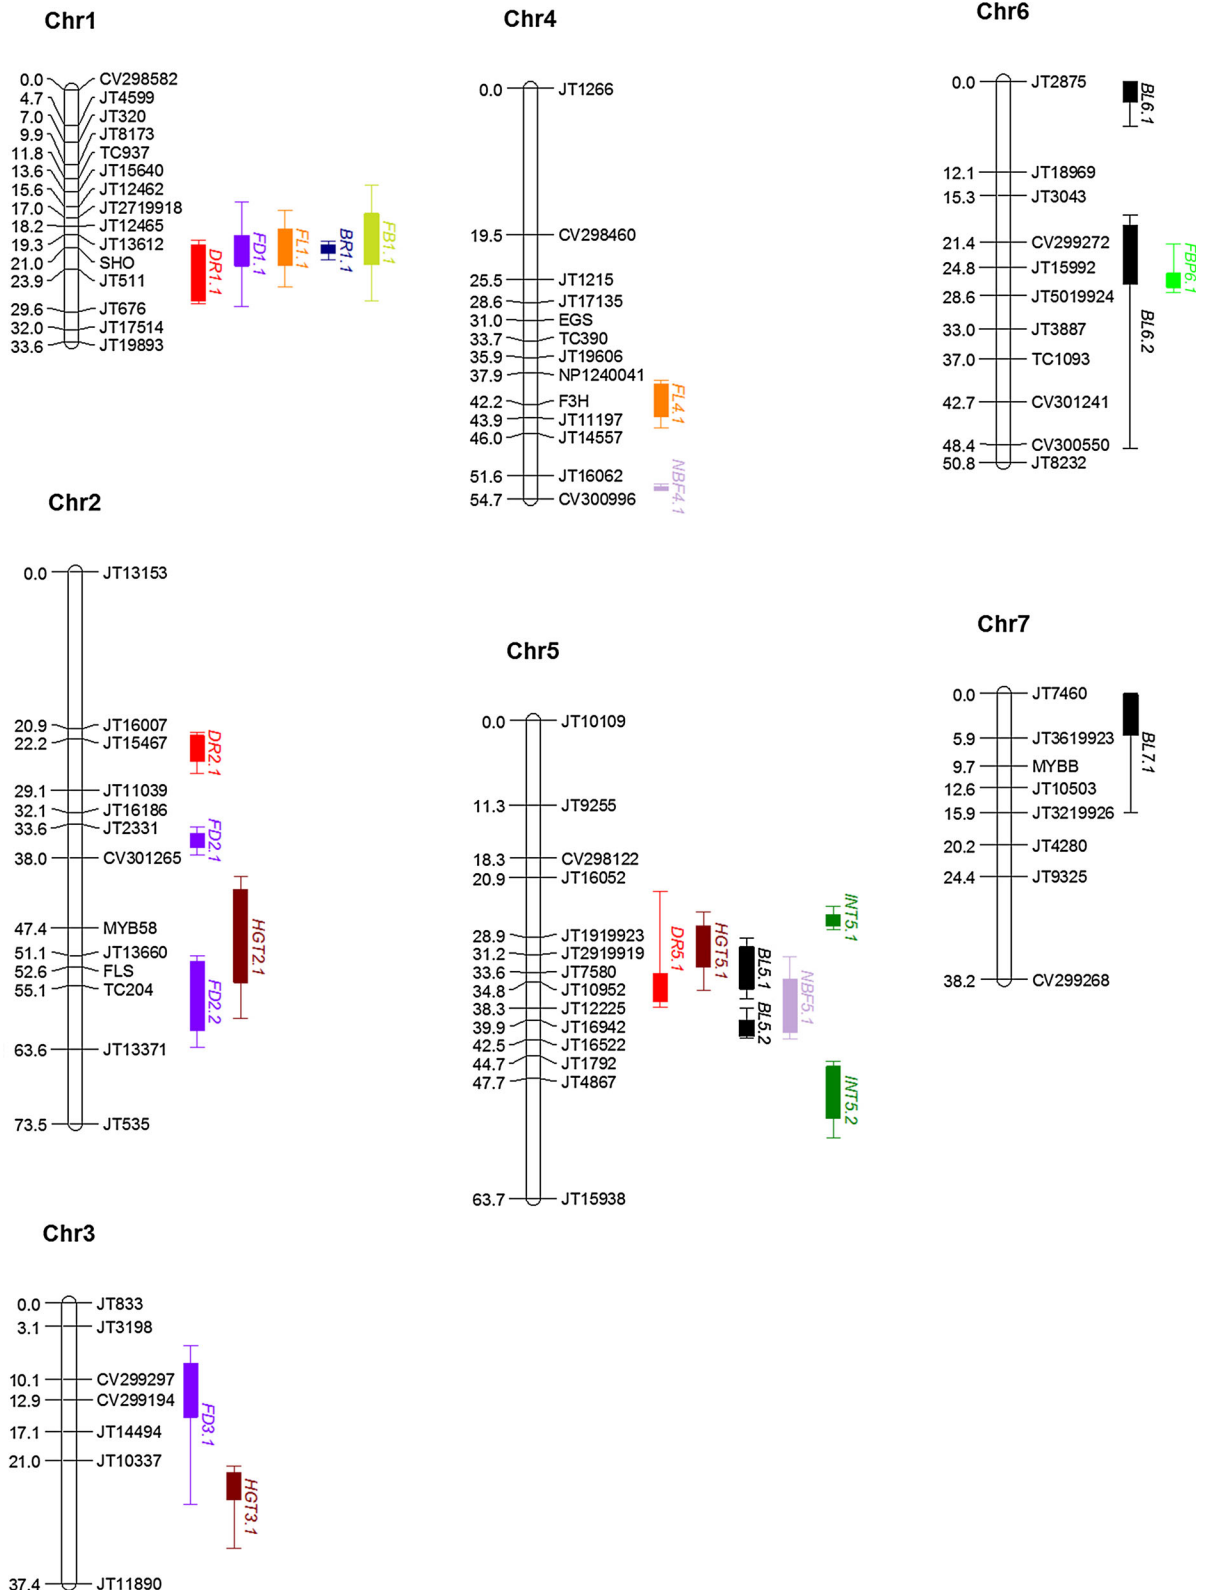 Chr1
0.0 CV298582
4.7 JT4599
7.0 JT320
9.9 JT8173
11.8 TC937
13.6 JT15640
15.6 JT12462
17.0 JT2719918
18.2 JT12465
19.3 JT13612
21.0 SHO
23.9 JT511
29.6 JT676
32.0 JT17514
33.6 JT19893
DR1.1
FD1.1
FL1.1
BR1.1
FB1.1
Chr2
0.0 JT13153
20.9 JT16007
22.2 JT15467
29.1 JT11039
32.1 JT16186
33.6 JT2331
38.0 CV301265
47.4 MYB58
51.1 JT13660
52.6 FLS
55.1 TC204
63.6 JT13371
73.5 JT535
DR2.1
FD2.1
HGT2.1
FD2.2
Chr3
0.0 JT833
3.1 JT3198
10.1 CV299297
12.9 CV299194
17.1 JT14494
21.0 JT10337
37.4 JT11890
FD3.1
HGT3.1
Chr4
0.0 JT1266
19.5 CV298460
25.5 JT1215
28.6 JT17135
31.0 EGS
33.7 TC390
35.9 JT19606
37.9 NP1240041
42.2 F3H
43.9 JT11197
46.0 JT14557
51.6 JT16062
54.7 CV300996
FL4.1
NBF4.1
Chr5
0.0 JT10109
11.3 JT9255
18.3 CV298122
20.9 JT16052
28.9 JT1919923
31.2 JT2919919
33.6 JT7580
34.8 JT10952
38.3 JT12225
39.9 JT16942
42.5 JT16522
44.7 JT1792
47.7 JT4867
63.7 JT15938
DR5.1
HGT5.1
BL5.1
BL5.2
NBF5.1
INT5.1
INT5.2
Chr6
0.0 JT2875
12.1 JT18969
15.3 JT3043
21.4 CV299272
24.8 JT15992
28.6 JT5019924
33.0 JT3887
37.0 TC1093
42.7 CV301241
48.4 CV300550
50.8 JT8232
BL6.1
BL6.2
FBP6.1
Chr7
0.0 JT7460
5.9 JT3619923
9.7 MYBB
12.6 JT10503
15.9 JT3219926
20.2 JT4280
24.4 JT9325
38.2 CV299268
BL7.1